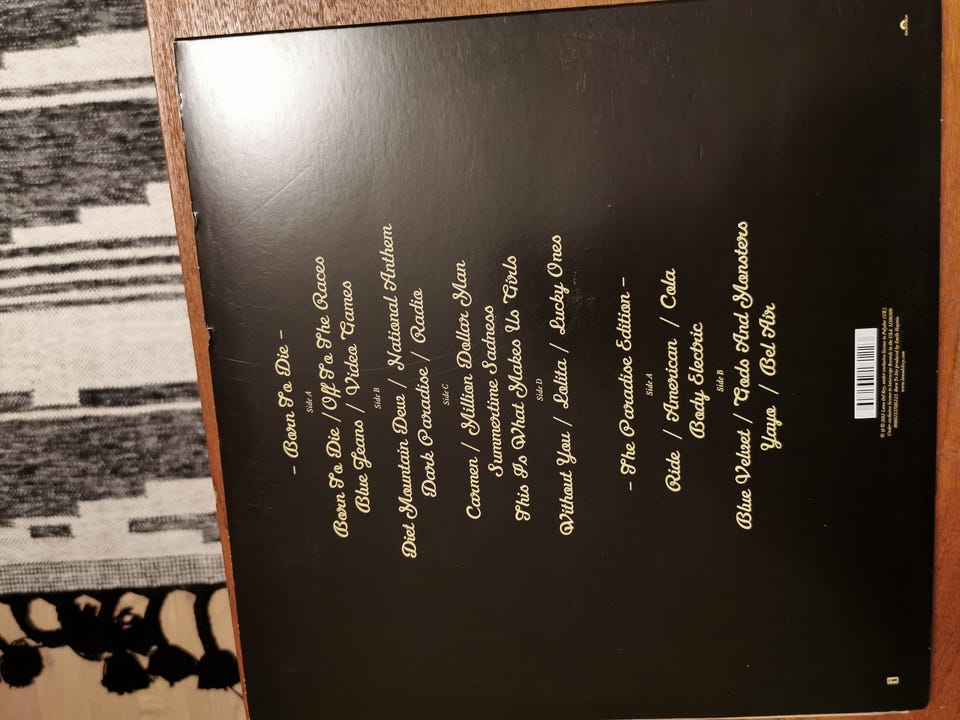 - Born To Die -
Side A
Born To Die / Off To The Races
Blue Jeans / Video Games
Side B
Diet Mountain Dew / National Anthem
Dark Paradise / Radio
Side C
Carmen / Million Dollar Man
Summertime Sadness
This Is What Makes Us Girls
Side D
Without You / Lolita / Lucky Ones
- The Paradise Edition -
Side A
Ride / American / Cola
Body Electric
Side B
Blue Velvet / Gods And Monsters
Yayo / Bel Air